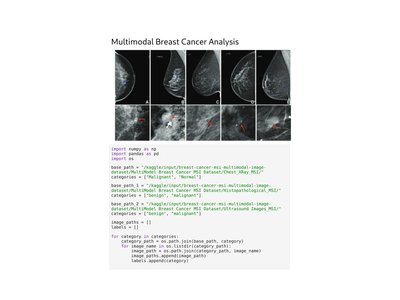 Multimodal Breast Cancer Analysis
A B C D E
import numpy as np
import pandas as pd
import os
base_path = "/kaggle/input/breast-cancer-msi-multimodal-image-
dataset/MultiModel Breast Cancer MSI Dataset/Chest_XRay_MSI/"
categories = ["Malignant", "Normal"]
base_path_1 = "/kaggle/input/breast-cancer-msi-multimodal-image-
dataset/MultiModel Breast Cancer MSI Dataset/Histopathological_MSI/"
categories = ["benign", "malignant"]
base_path_2 = "/kaggle/input/breast-cancer-msi-multimodal-image-
dataset/MultiModel Breast Cancer MSI Dataset/Ultrasound Images_MSI/"
categories = ["benign", "malignant"]
image_paths = []
labels = []
for category in categories:
    category_path = os.path.join(base_path, category)
    for image_name in os.listdir(category_path):
        image_path = os.path.join(category_path, image_name)
        image_paths.append(image_path)
        labels.append(category)